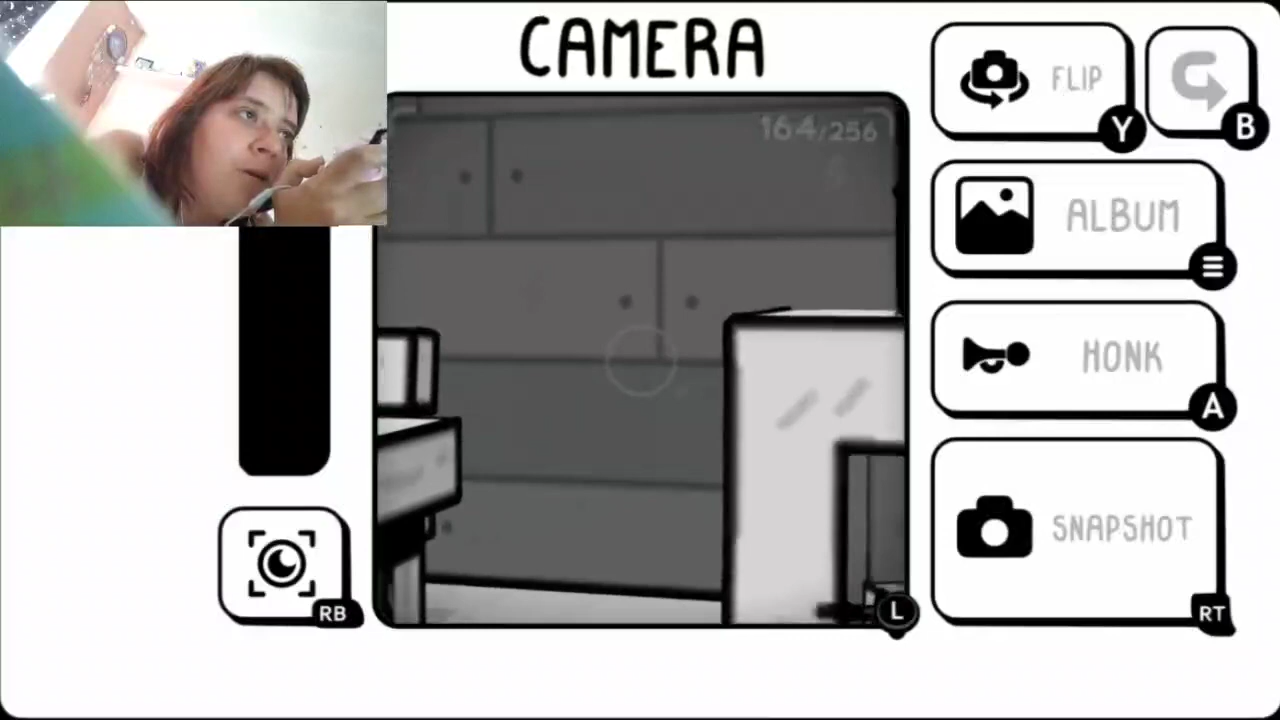 CAMERA
164/256
FLIP
Y
B
ALBUM
HONK
A
SNAPSHOT
RB
L
RT